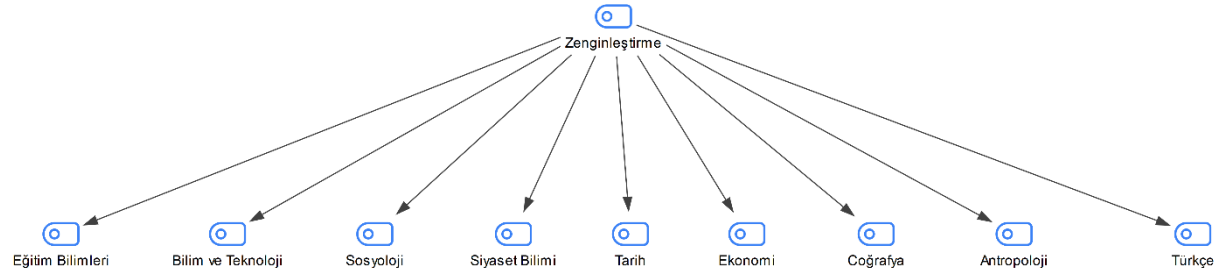 Zenginleştirme
Eğitim Bilimleri
Bilim ve Teknoloji
Sosyoloji
Siyaset Bilimi
Tarih
Ekonomi
Coğrafya
Antropoloji
Türkçe